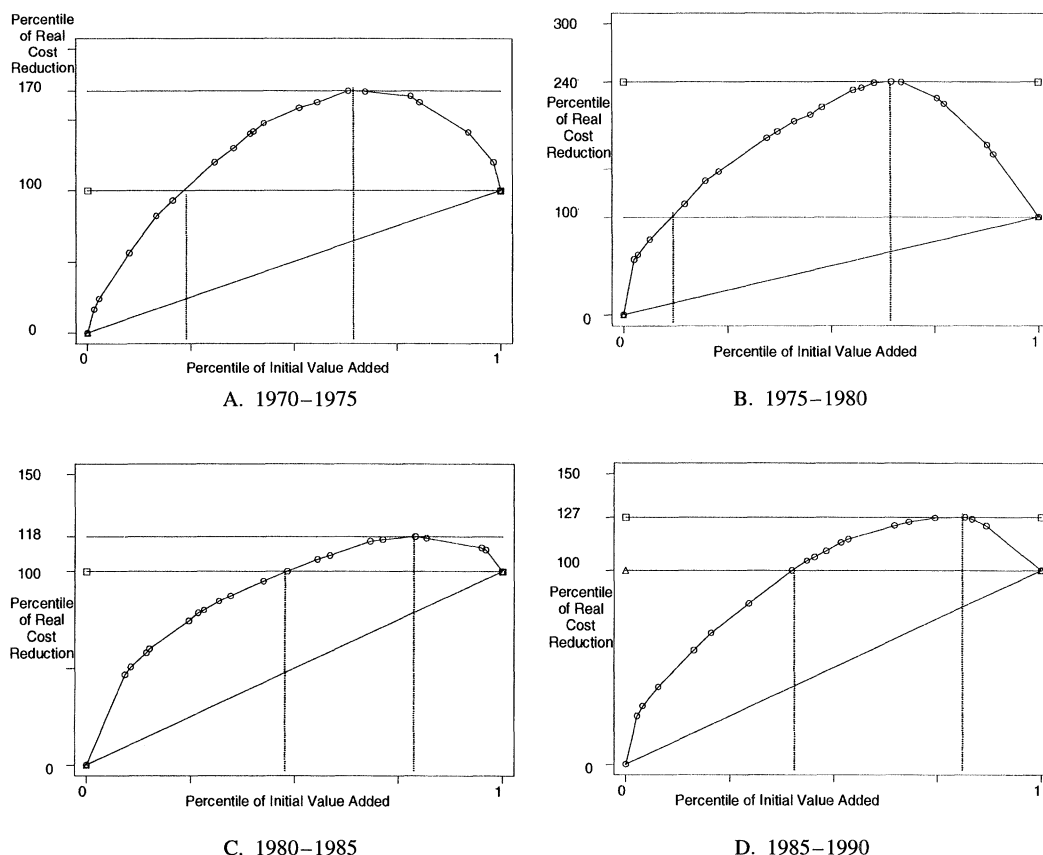 Percentile
of Real
Cost
Reduction
170
100
0
0
1
Percentile of Initial Value Added
A. 1970–1975
300
240
Percentile
of Real
Cost
Reduction
100
0
0
1
Percentile of Initial Value Added
B. 1975–1980
150
118
100
Percentile
of Real
Cost
Reduction
0
0
1
Percentile of Initial Value Added
C. 1980–1985
150
127
100
Percentile
of Real
Cost
Reduction
0
0
1
Percentile of Initial Value Added
D. 1985–1990